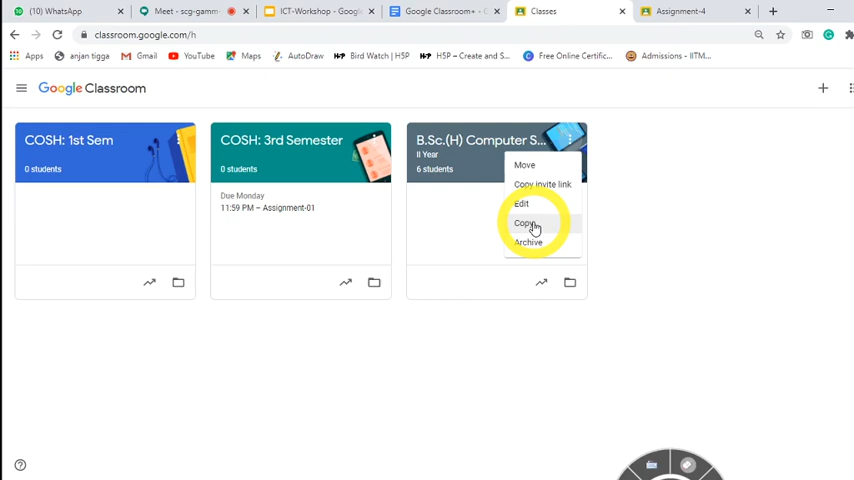 (10) WhatsApp
Meet - scg-gamm
ICT-Workshop - Googl
Google Classroom+ - G
Classes
Assignment-4
classroom.google.com/h
Apps
anjan tigga
Gmail
YouTube
Maps
AutoDraw
H-P
Bird Watch | H5P
H-P
H5P – Create and S...
Free Online Certific...
Admissions - IITM...
Google Classroom
COSH: 1st Sem
0 students
COSH: 3rd Semester
0 students
Due Monday
11:59 PM – Assignment-01
B.Sc.(H) Computer S...
II Year
6 students
Move
Copy invite link
Edit
Copy
Archive